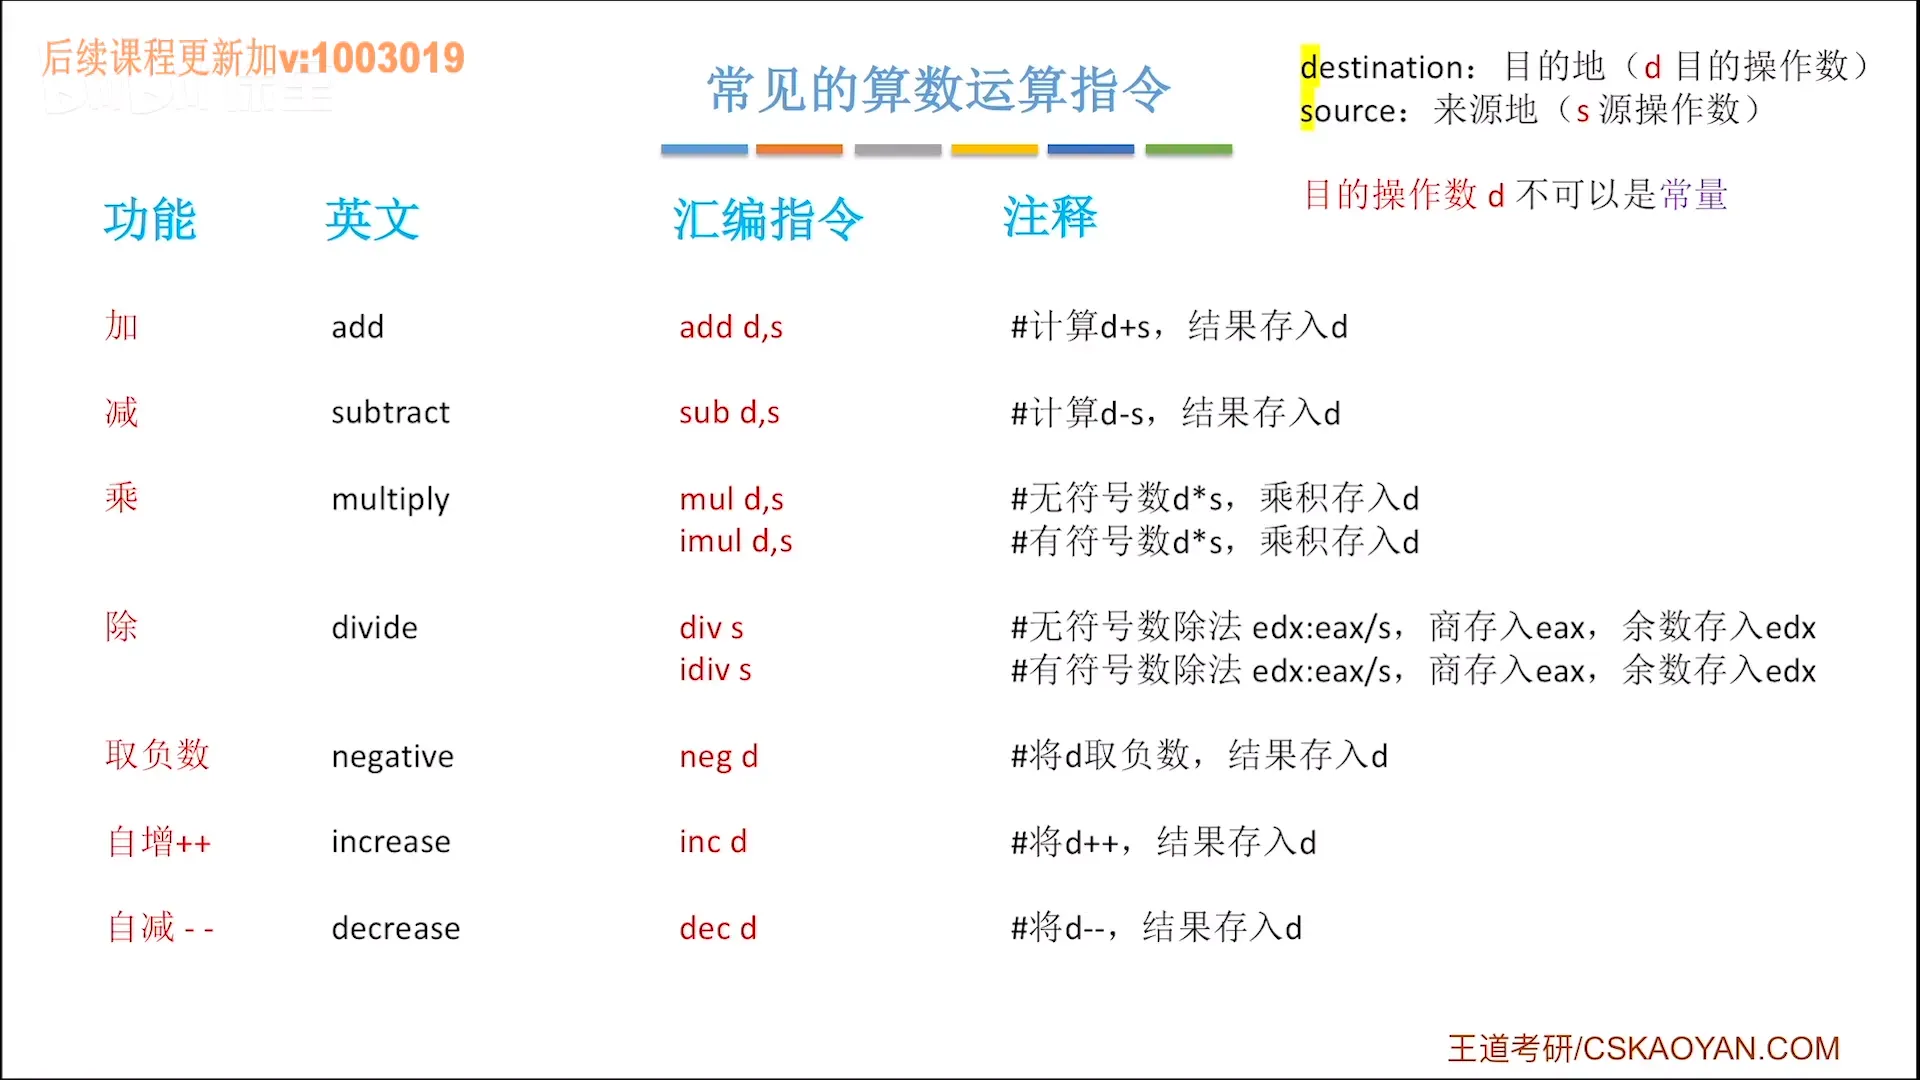 后续课程更新加v:1003019
常见的算数运算指令
destination： 目的地（d 目的操作数）
source： 来源地（s 源操作数）
目的操作数 d 不可以是常量
功能 英文 汇编指令 注释
加 add add d,s #计算d+s，结果存入d
减 subtract sub d,s #计算d-s，结果存入d
乘 multiply mul d,s #无符号数d*s，乘积存入d
imul d,s #有符号数d*s，乘积存入d
除 divide div s #无符号数除法 edx:eax/s，商存入eax，余数存入edx
idiv s #有符号数除法 edx:eax/s，商存入eax，余数存入edx
取负数 negative neg d #将d取负数，结果存入d
自增++ increase inc d #将d++，结果存入d
自减 - - decrease dec d #将d--，结果存入d
王道考研/CSKAOYAN.COM